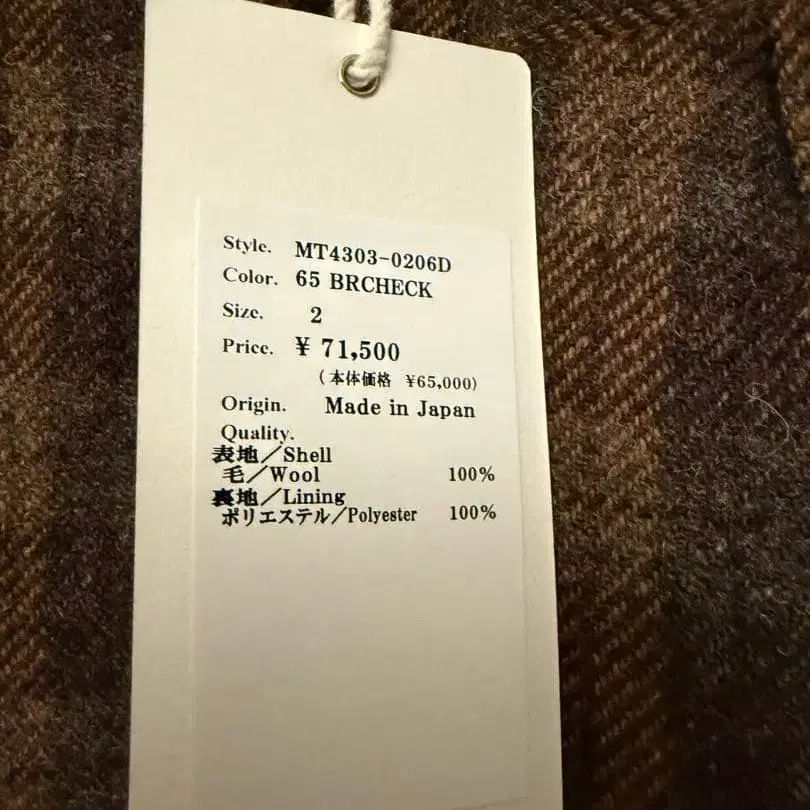 Style. MT4303-0206D
Color. 65 BRCHECK
Size. 2
Price. ¥ 71,500
(本体価格 ¥65,000)
Origin. Made in Japan
Quality.
表地/Shell
毛/Wool 100%
裏地/Lining
ポリエステル/Polyester 100%